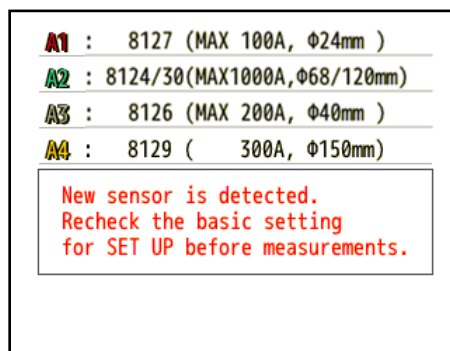 A1 : 8127 (MAX 100A, Φ24mm )
A2 : 8124/30(MAX1000A,Φ68/120mm)
A3 : 8126 (MAX 200A, Φ40mm )
A4 : 8129 ( 300A, Φ150mm)
New sensor is detected.
Recheck the basic setting
for SET UP before measurements.